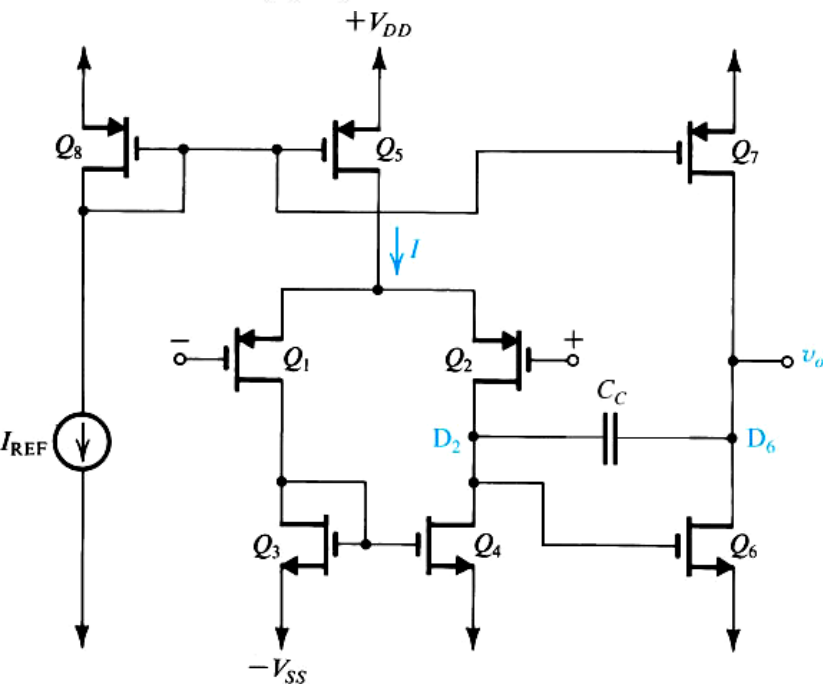 +V_DD
Q_8
Q_5
Q_7
I
−
Q_1
Q_2
+
v_o
C_C
I_REF
D_2
D_6
Q_3
Q_4
Q_6
−V_SS